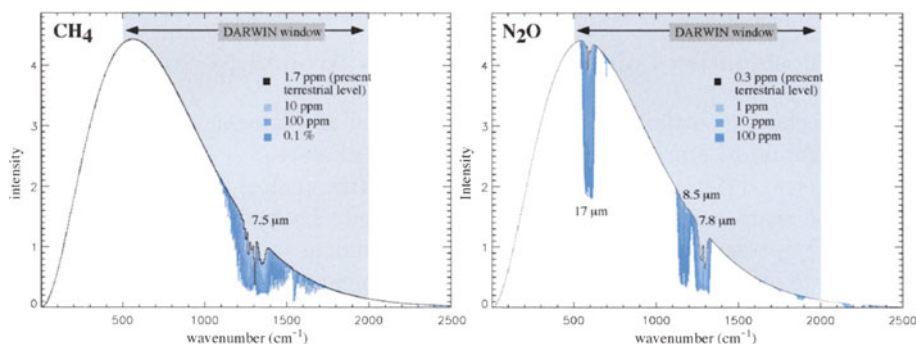 CH4
DARWIN window
1.7 ppm (present
terrestrial level)
10 ppm
100 ppm
0.1 %
7.5 µm
intensity
4
3
2
1
0
500
1000
1500
2000
2500
wavenumber (cm⁻¹)
N2O
DARWIN window
0.3 ppm (present
terrestrial level)
1 ppm
10 ppm
100 ppm
8.5 µm
7.8 µm
17 µm
Intensity
4
3
2
1
0
500
1000
1500
2000
2500
wavenumber (cm⁻¹)